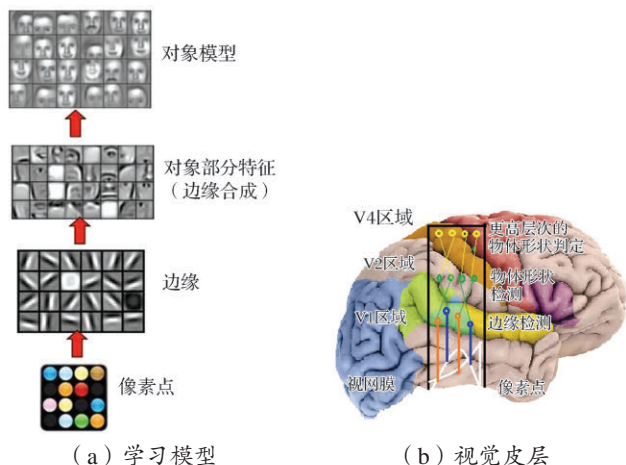 对象模型
对象部分特征
（边缘合成）
边缘
像素点
（a）学习模型
V4区域
更高层次的
物体形状判定
V2区域
物体形状
检测
V1区域
边缘检测
视网膜
像素点
（b）视觉皮层